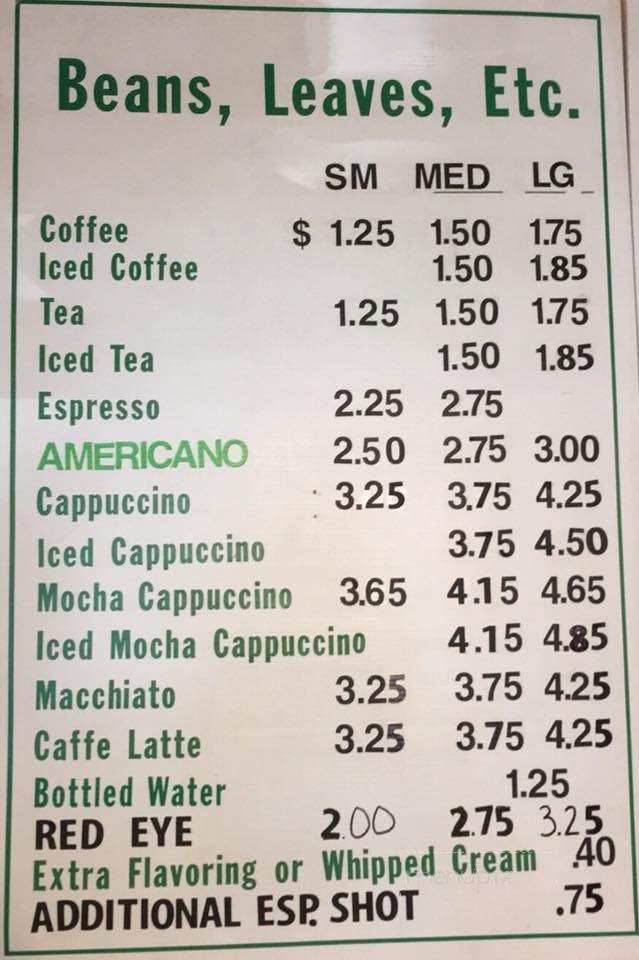 Beans, Leaves, Etc.
SM MED LG
Coffee $ 1.25 1.50 1.75
Iced Coffee 1.50 1.85
Tea 1.25 1.50 1.75
Iced Tea 1.50 1.85
Espresso 2.25 2.75
AMERICANO 2.50 2.75 3.00
Cappuccino 3.25 3.75 4.25
Iced Cappuccino 3.75 4.50
Mocha Cappuccino 3.65 4.15 4.65
Iced Mocha Cappuccino 4.15 4.85
Macchiato 3.25 3.75 4.25
Caffe Latte 3.25 3.75 4.25
Bottled Water 1.25
RED EYE 2.00 2.75 3.25
Extra Flavoring or Whipped Cream .40
ADDITIONAL ESP. SHOT .75